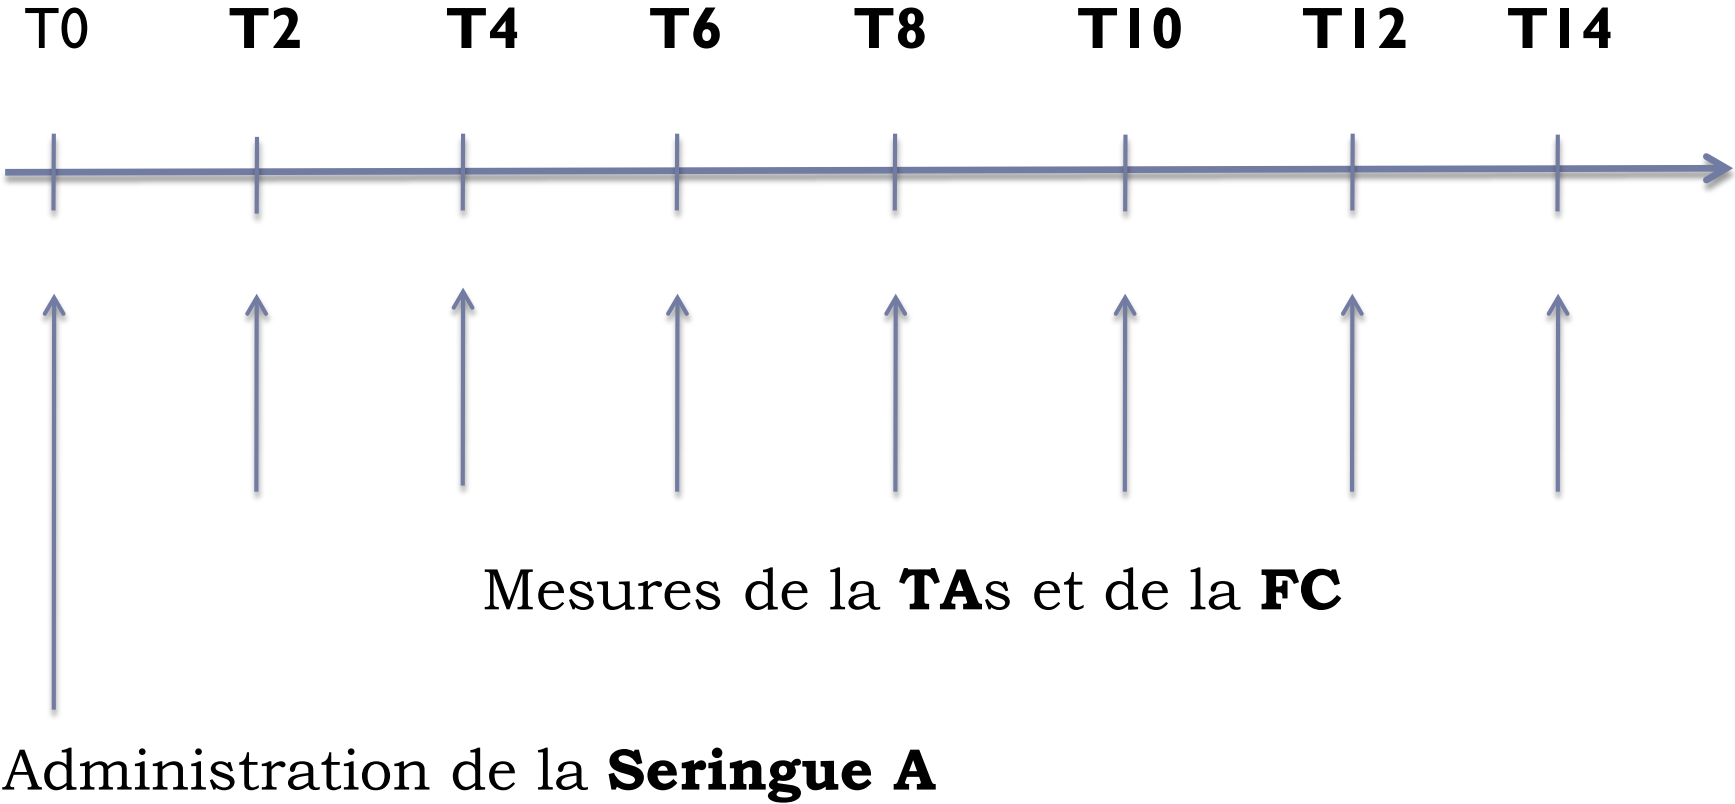 T0 T2 T4 T6 T8 T10 T12 T14
Mesures de la TAs et de la FC
Administration de la Seringue A